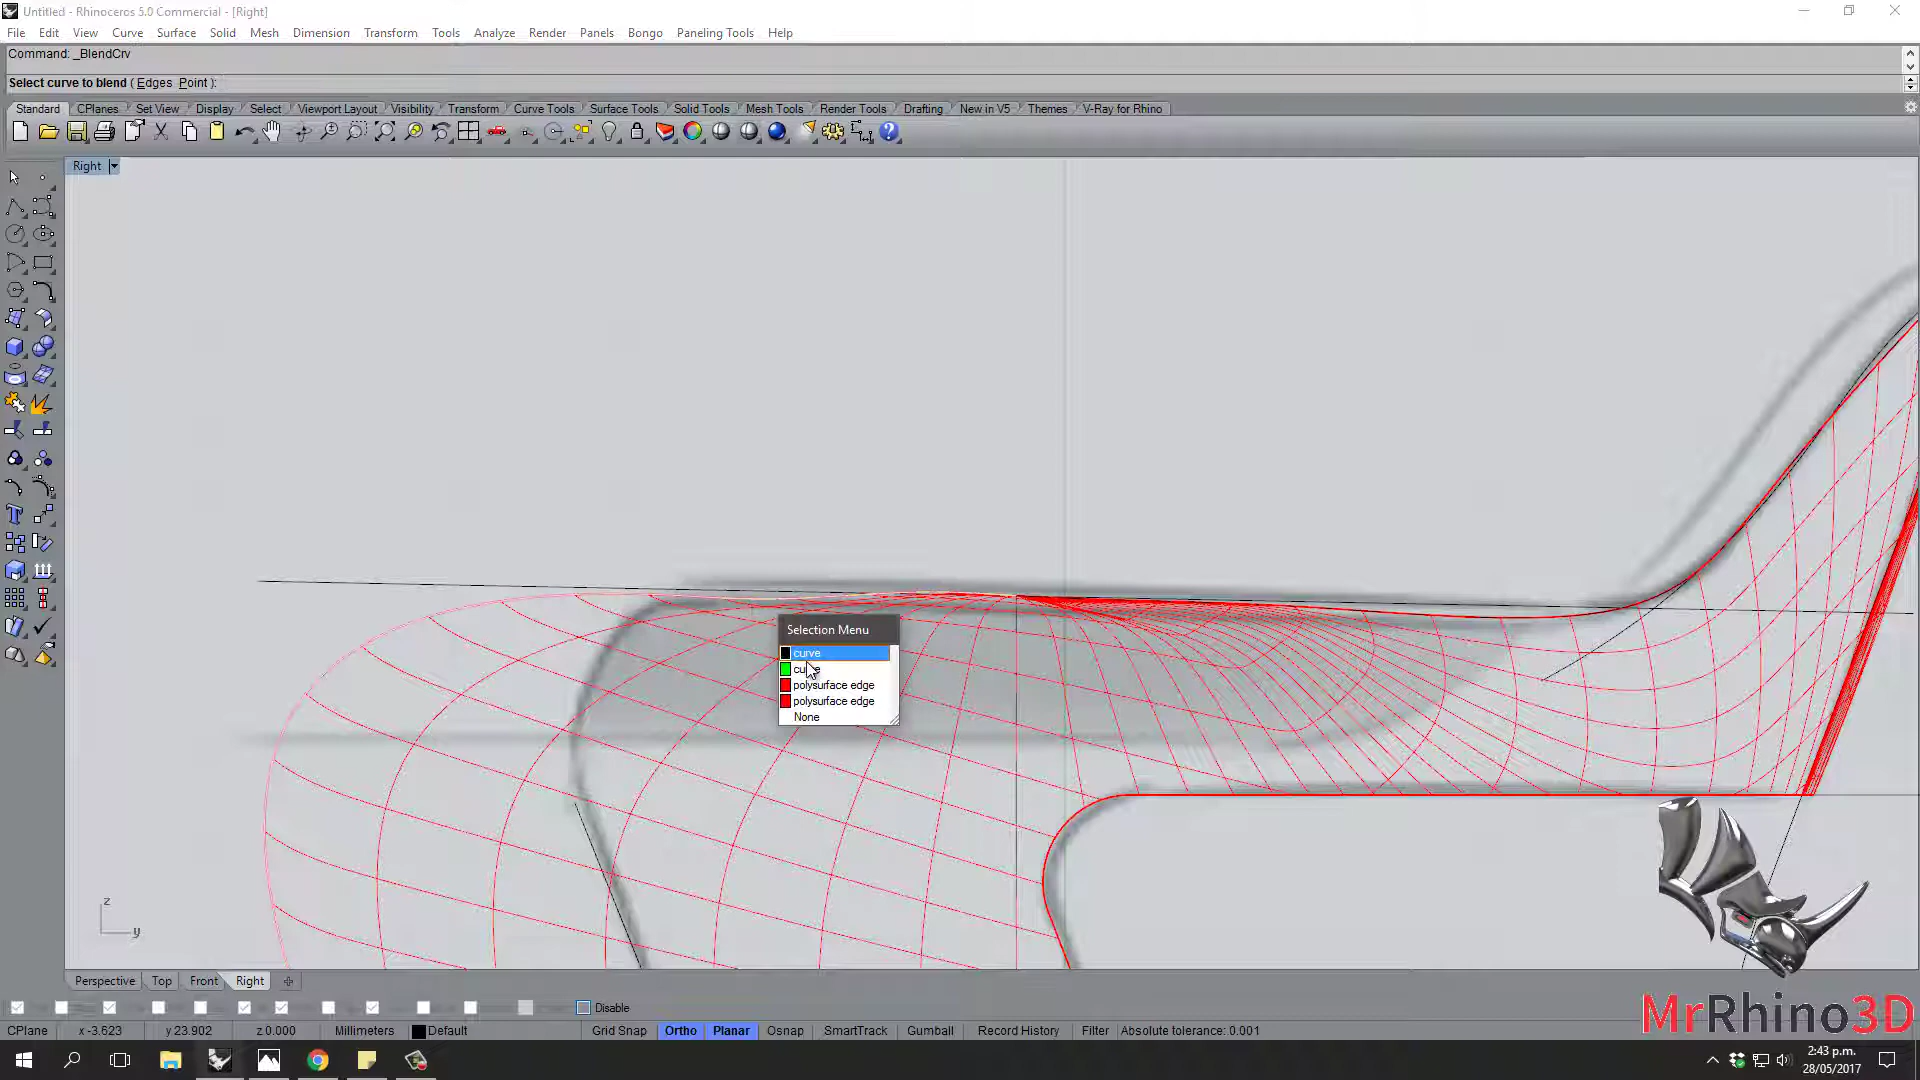 Untitled - Rhinoceros 5.0 Commercial - [Right]
File Edit View Curve Surface Solid Mesh Dimension Transform Tools Analyze Render Panels Bongo Paneling Tools Help
Command: _BlendCrv
Select curve to blend ( Edges Point ):
Standard CPlanes Set View Display Select Viewport Layout Visibility Transform Curve Tools Surface Tools Solid Tools Mesh Tools Render Tools Drafting New in V5 Themes V-Ray for Rhino
Right
Selection Menu
curve
curve
polysurface edge
polysurface edge
None
z
y
Perspective Top Front Right
Disable
MrRhino3D
CPlane x -3.623 y 23.902 z 0.000 Millimeters Default Grid Snap Ortho Planar Osnap SmartTrack Gumball Record History Filter Absolute tolerance: 0.001
2:43 p.m.
28/05/2017